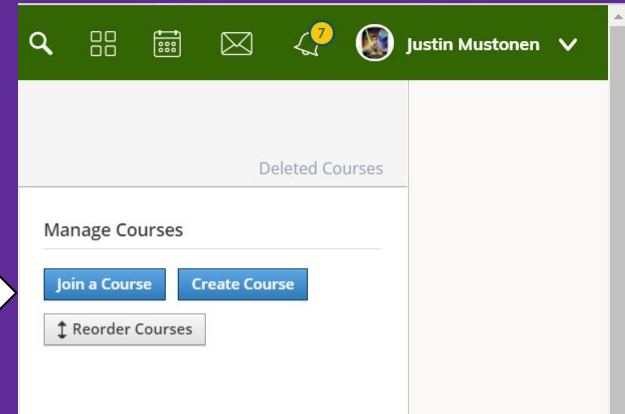 7
Justin Mustonen
Deleted Courses
Manage Courses
Join a Course Create Course
Reorder Courses